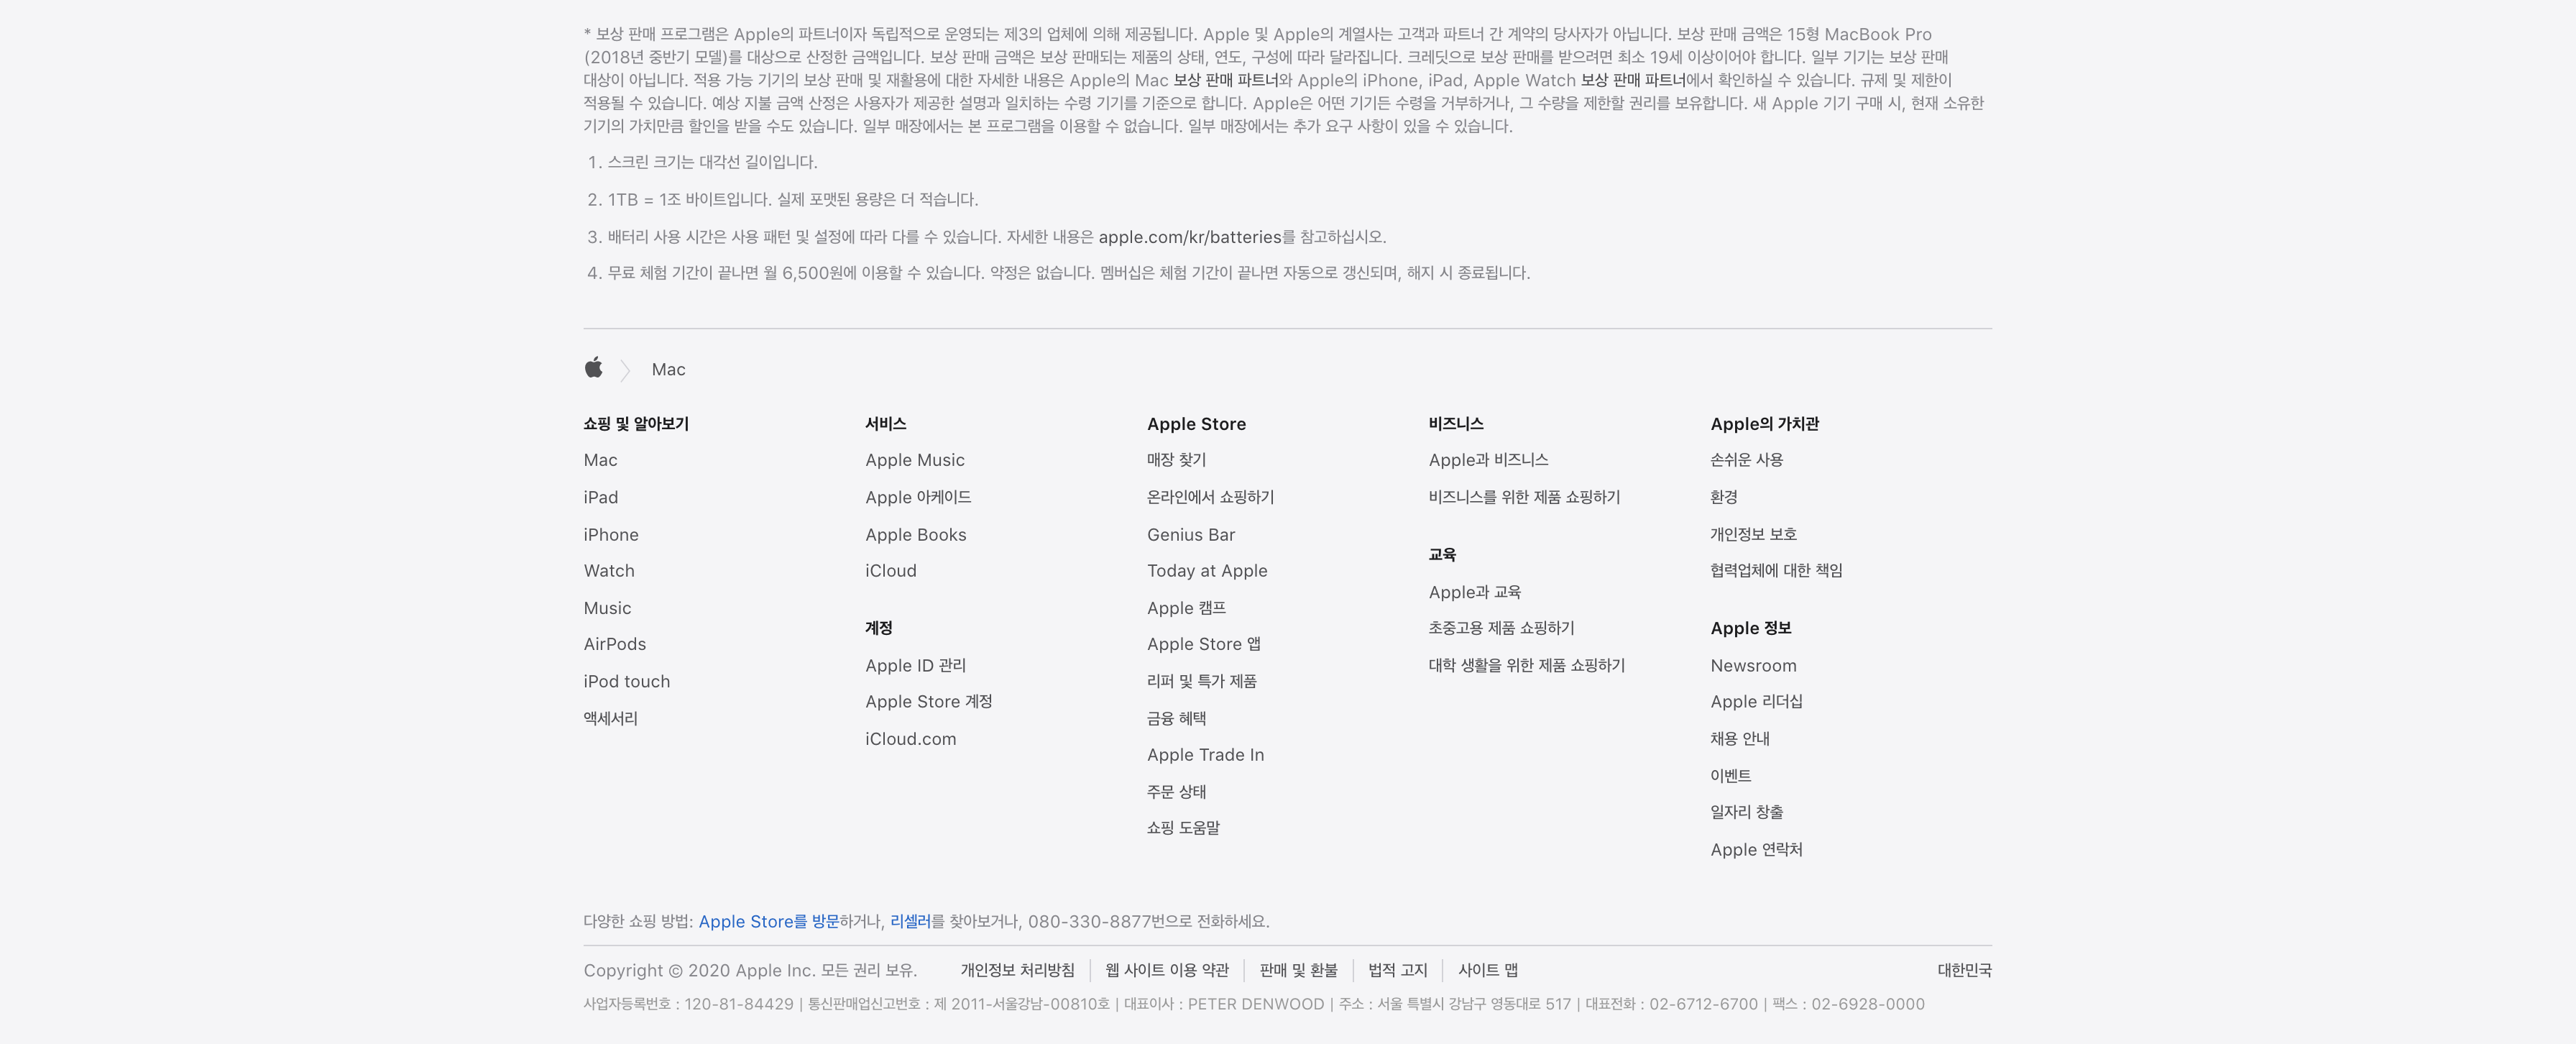 * 보상 판매 프로그램은 Apple의 파트너이자 독립적으로 운영되는 제3의 업체에 의해 제공됩니다. Apple 및 Apple의 계열사는 고객과 파트너 간 계약의 당사자가 아닙니다. 보상 판매 금액은 15형 MacBook Pro
(2018년 중반기 모델)를 대상으로 산정한 금액입니다. 보상 판매 금액은 보상 판매되는 제품의 상태, 연도, 구성에 따라 달라집니다. 크레딧으로 보상 판매를 받으려면 최소 19세 이상이어야 합니다. 일부 기기는 보상 판매
대상이 아닙니다. 적용 가능 기기의 보상 판매 및 재활용에 대한 자세한 내용은 Apple의 Mac 보상 판매 파트너와 Apple의 iPhone, iPad, Apple Watch 보상 판매 파트너에서 확인하실 수 있습니다. 규제 및 제한이
적용될 수 있습니다. 예상 지불 금액 산정은 사용자가 제공한 설명과 일치하는 수령 기기를 기준으로 합니다. Apple은 어떤 기기든 수령을 거부하거나, 그 수량을 제한할 권리를 보유합니다. 새 Apple 기기 구매 시, 현재 소유한
기기의 가치만큼 할인을 받을 수도 있습니다. 일부 매장에서는 본 프로그램을 이용할 수 없습니다. 일부 매장에서는 추가 요구 사항이 있을 수 있습니다.
1. 스크린 크기는 대각선 길이입니다.
2. 1TB = 1조 바이트입니다. 실제 포맷된 용량은 더 적습니다.
3. 배터리 사용 시간은 사용 패턴 및 설정에 따라 다를 수 있습니다. 자세한 내용은 apple.com/kr/batteries를 참고하십시오.
4. 무료 체험 기간이 끝나면 월 6,500원에 이용할 수 있습니다. 약정은 없습니다. 멤버십은 체험 기간이 끝나면 자동으로 갱신되며, 해지 시 종료됩니다.
Mac
쇼핑 및 알아보기
Mac
iPad
iPhone
Watch
Music
AirPods
iPod touch
액세서리
서비스
Apple Music
Apple 아케이드
Apple Books
iCloud
계정
Apple ID 관리
Apple Store 계정
iCloud.com
Apple Store
매장 찾기
온라인에서 쇼핑하기
Genius Bar
Today at Apple
Apple 캠프
Apple Store 앱
리퍼 및 특가 제품
금융 혜택
Apple Trade In
주문 상태
쇼핑 도움말
비즈니스
Apple과 비즈니스
비즈니스를 위한 제품 쇼핑하기
교육
Apple과 교육
초중고용 제품 쇼핑하기
대학 생활을 위한 제품 쇼핑하기
Apple의 가치관
손쉬운 사용
환경
개인정보 보호
협력업체에 대한 책임
Apple 정보
Newsroom
Apple 리더십
채용 안내
이벤트
일자리 창출
Apple 연락처
다양한 쇼핑 방법: Apple Store를 방문하거나, 리셀러를 찾아보거나, 080-330-8877번으로 전화하세요.
Copyright © 2020 Apple Inc. 모든 권리 보유. 개인정보 처리방침 웹 사이트 이용 약관 판매 및 환불 법적 고지 사이트 맵 대한민국
사업자등록번호 : 120-81-84429 | 통신판매업신고번호 : 제 2011-서울강남-00810호 | 대표이사 : PETER DENWOOD | 주소 : 서울 특별시 강남구 영동대로 517 | 대표전화 : 02-6712-6700 | 팩스 : 02-6928-0000